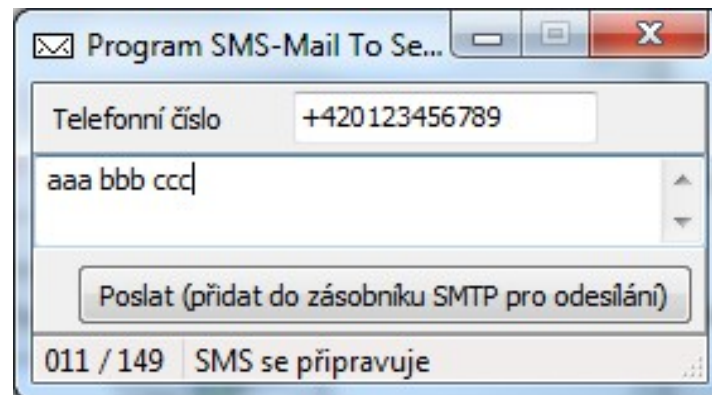 Program SMS-Mail To Se...
Telefonní číslo +420123456789
aaa bbb ccc
Poslat (přidat do zásobníku SMTP pro odesílání)
011 / 149 SMS se připravuje